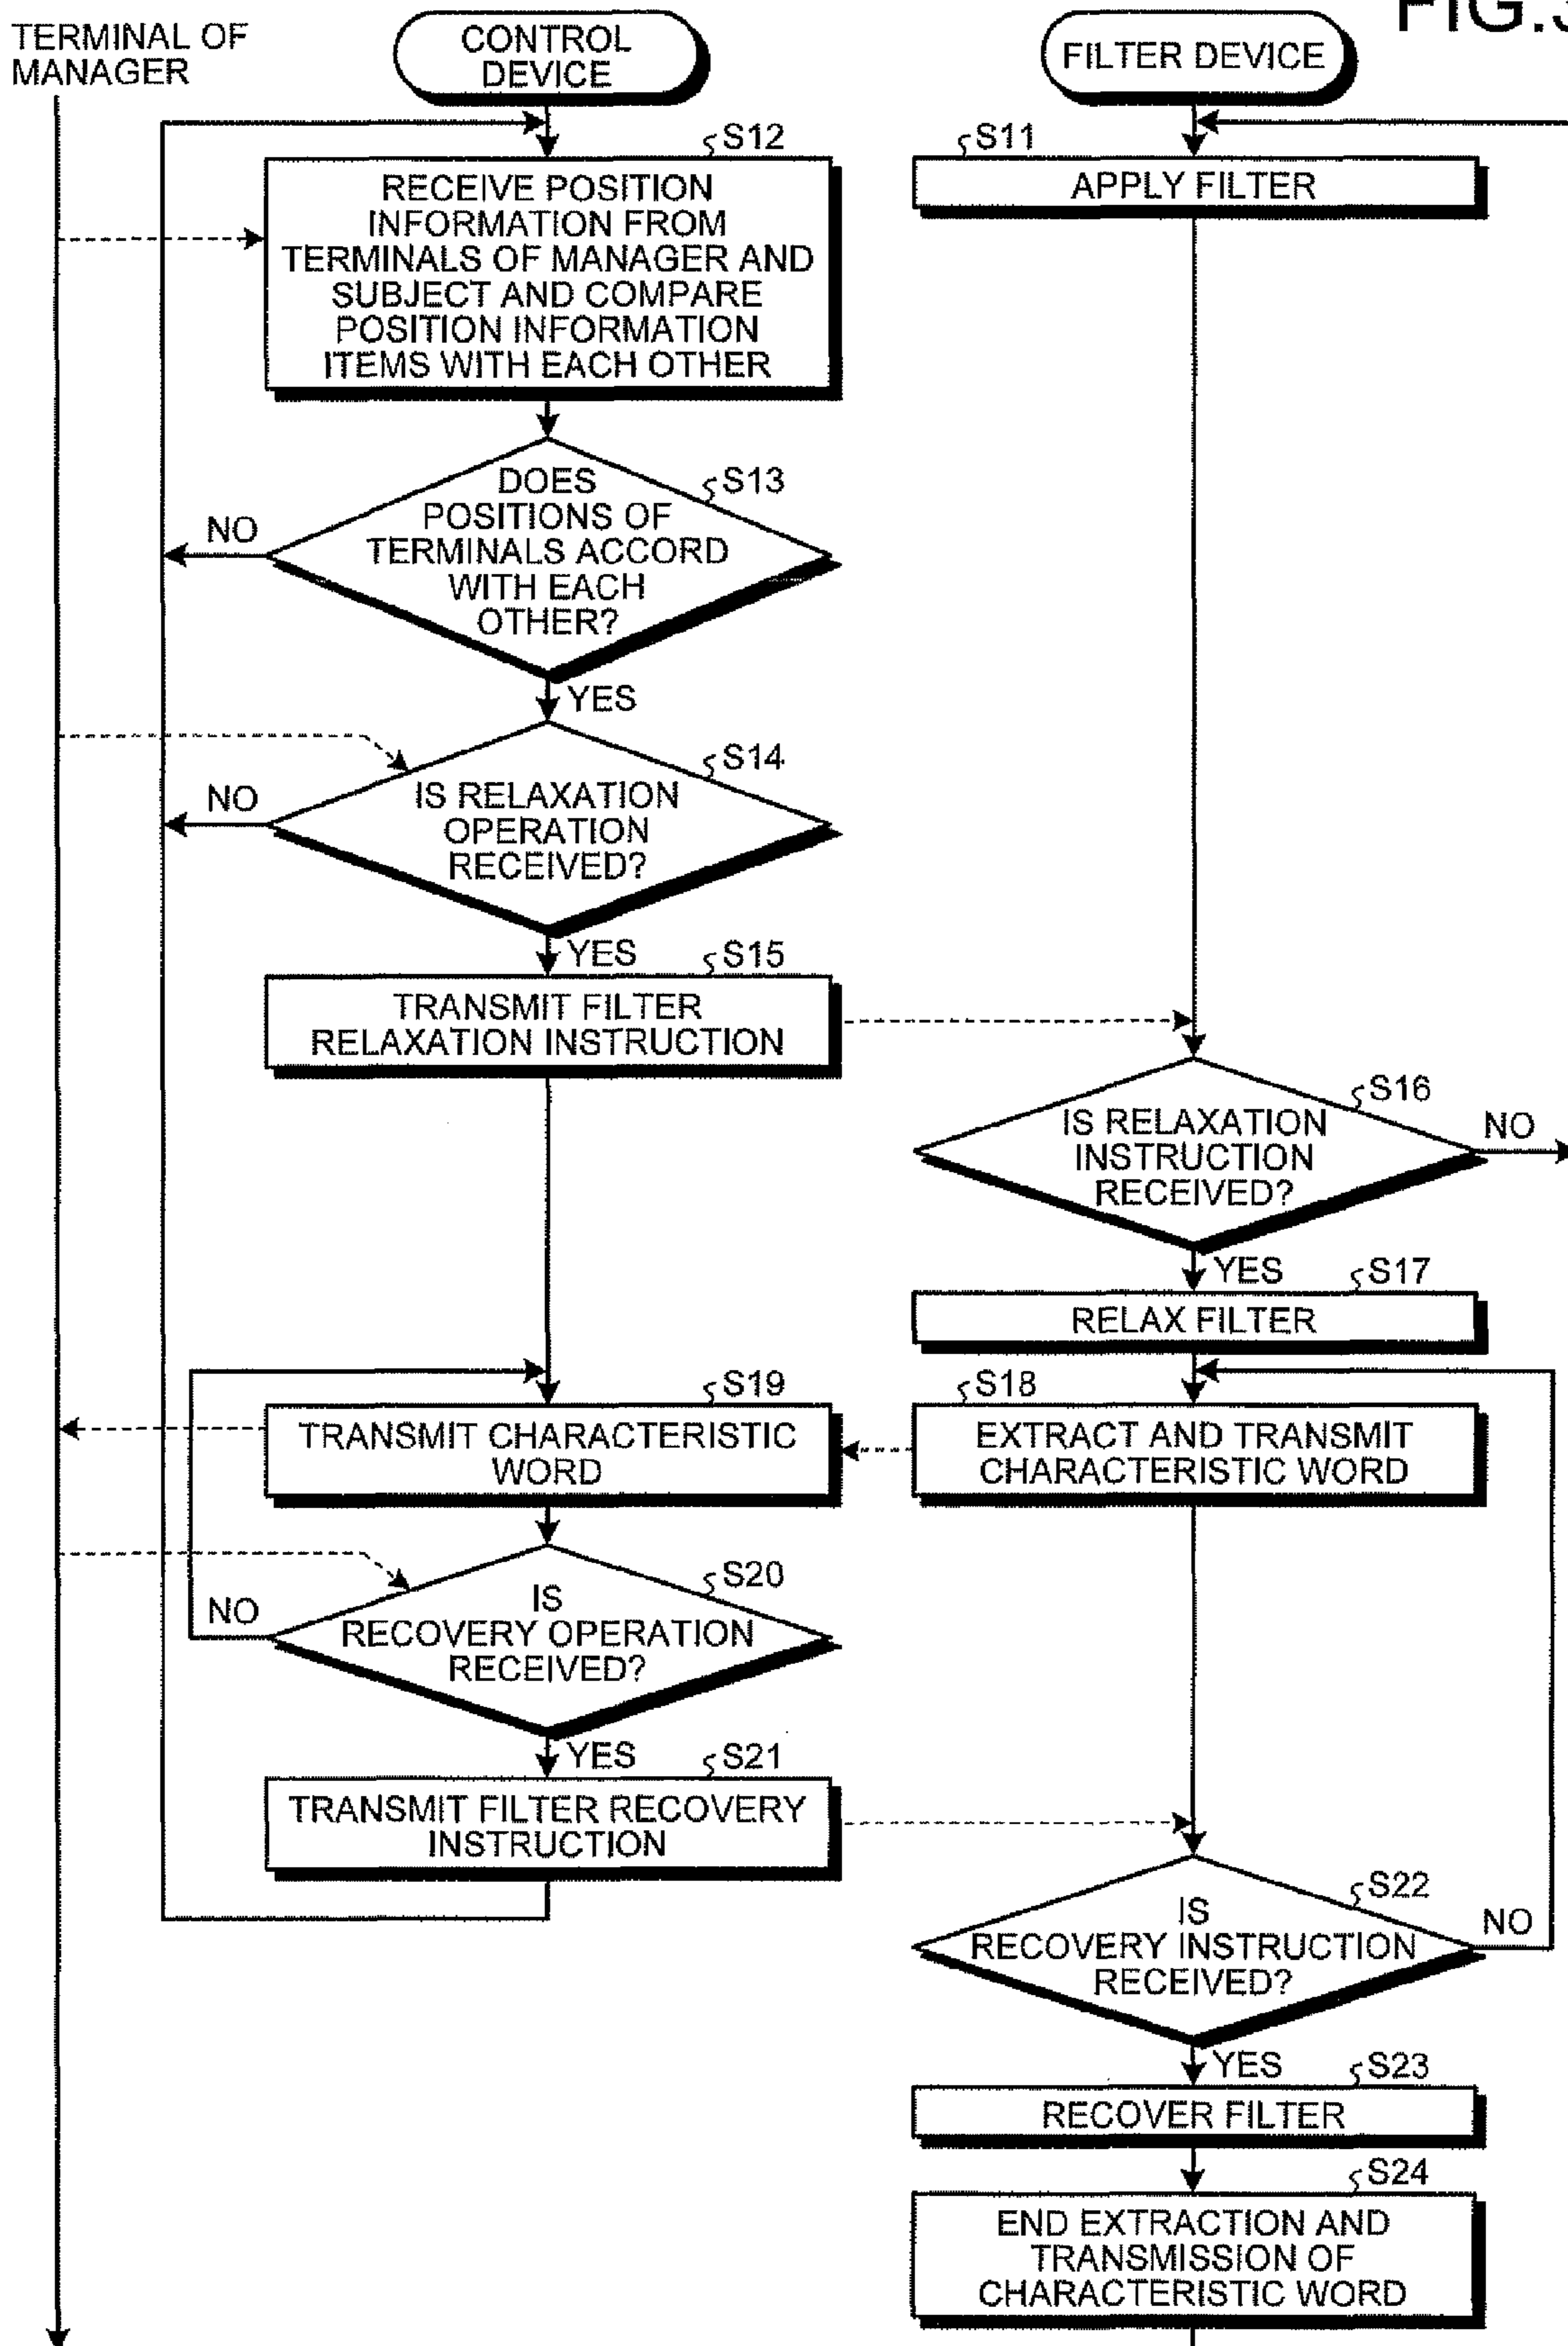 FIG.3
TERMINAL OF
MANAGER
CONTROL
DEVICE
FILTER DEVICE
S12
RECEIVE POSITION
INFORMATION FROM
TERMINALS OF MANAGER AND
SUBJECT AND COMPARE
POSITION INFORMATION
ITEMS WITH EACH OTHER
S11
APPLY FILTER
S13
DOES
POSITIONS OF
TERMINALS ACCORD
WITH EACH
OTHER?
NO
YES
S14
IS RELAXATION
OPERATION
RECEIVED?
NO
YES
S15
TRANSMIT FILTER
RELAXATION INSTRUCTION
S16
IS RELAXATION
INSTRUCTION
RECEIVED?
NO
YES
S17
RELAX FILTER
S19
TRANSMIT CHARACTERISTIC
WORD
S18
EXTRACT AND TRANSMIT
CHARACTERISTIC WORD
S20
IS
RECOVERY OPERATION
RECEIVED?
NO
YES
S21
TRANSMIT FILTER RECOVERY
INSTRUCTION
S22
IS
RECOVERY INSTRUCTION
RECEIVED?
NO
YES
S23
RECOVER FILTER
S24
END EXTRACTION AND
TRANSMISSION OF
CHARACTERISTIC WORD